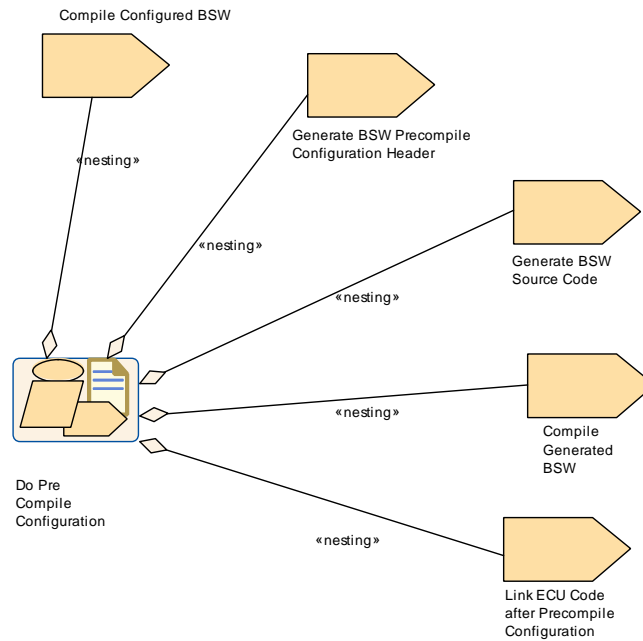 Compile Configured BSW
Generate BSW Precompile
Configuration Header
«nesting»
«nesting»
Generate BSW
Source Code
«nesting»
«nesting»
Compile
Generated
BSW
Do Pre
Compile
Configuration
«nesting»
Link ECU Code
after Precompile
Configuration